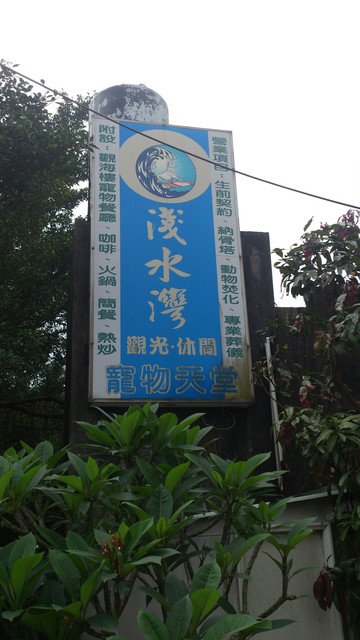 營業項目:生前契約、納骨塔、動物焚化、專業葬儀
淺水灣
觀光·休閒
寵物天堂
附設:觀海樓寵物餐廳、咖啡、火鍋、簡餐、熱炒